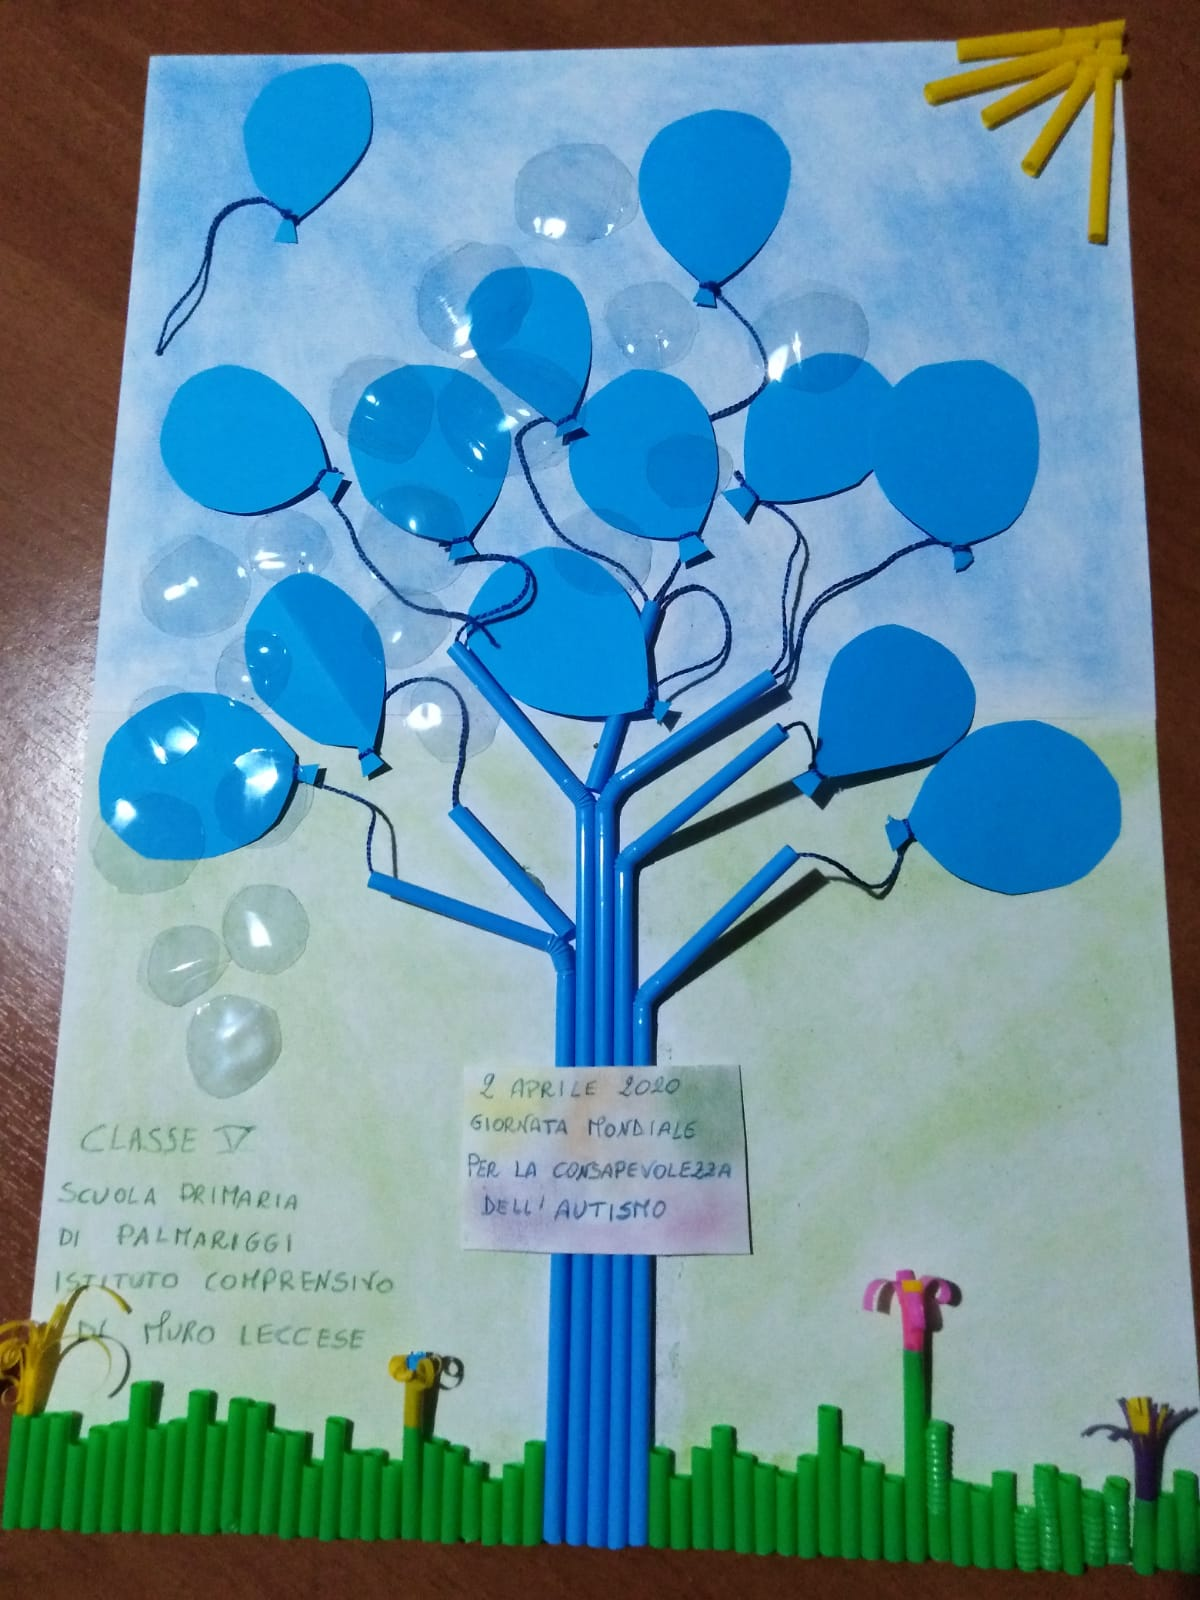 2 APRILE 2020
GIORNATA MONDIALE
PER LA CONSAPEVOLEZZA
DELL' AUTISMO
CLASSE V
SCUOLA PRIMARIA
DI PALMARIGGI
ISTITUTO COMPRENSIVO
DI MURO LECCESE